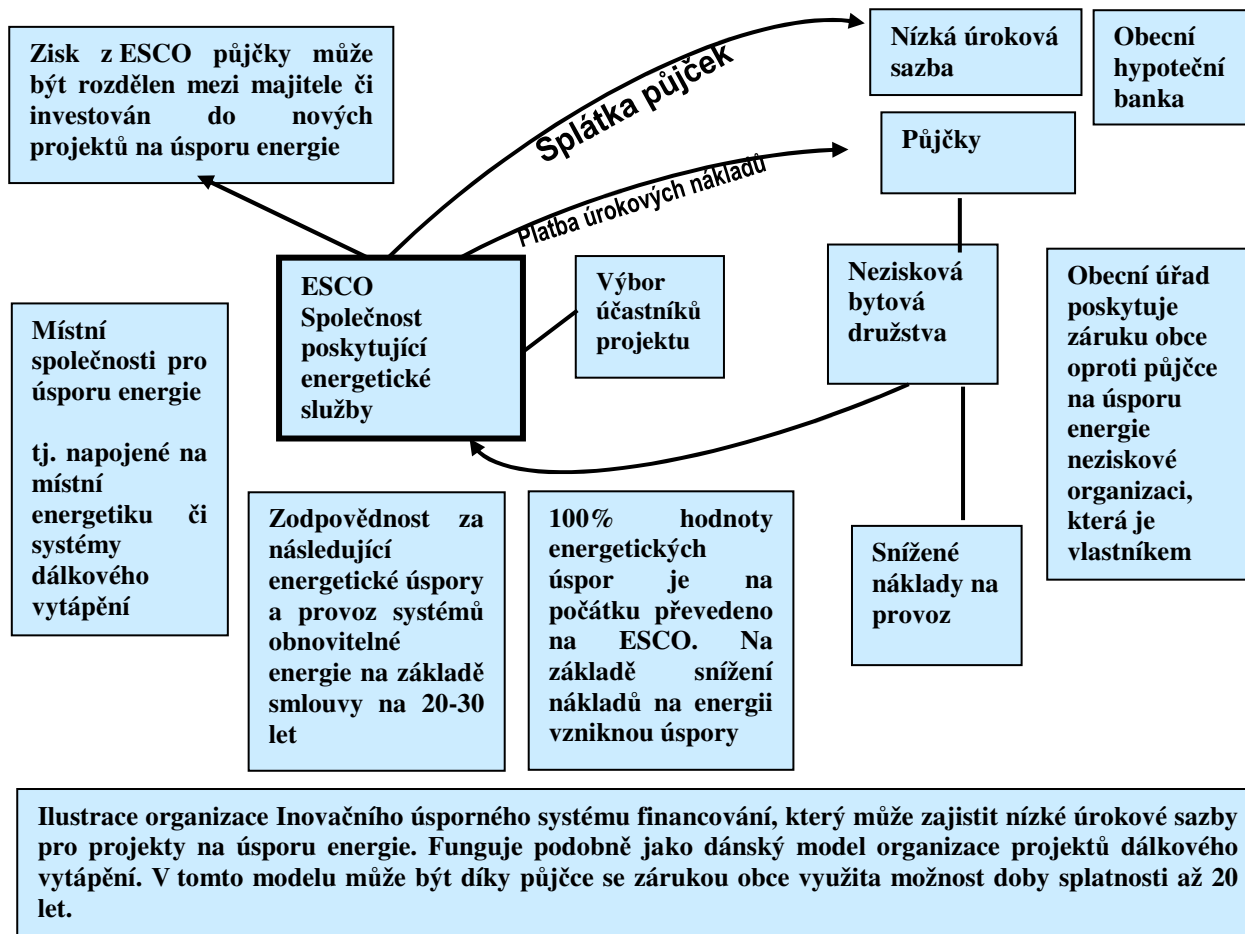 Zisk z ESCO půjčky může
být rozdělen mezi majitele či
investován do nových
projektů na úsporu energie
Splátka půjček
Nízká úroková
sazba
Obecní
hypoteční
banka
Platba úrokových nákladů
Půjčky
ESCO
Společnost
poskytující
energetické
služby
Výbor
účastníků
projektu
Nezisková
bytová
družstva
Obecní úřad
poskytuje
záruku obce
oproti půjčce
na úsporu
energie
neziskové
organizaci,
která je
vlastníkem
Místní
společnosti pro
úsporu energie
tj. napojené na
místní
energetiku či
systémy
dálkového
vytápění
Zodpovědnost za
následující
energetické úspory
a provoz systémů
obnovitelné
energie na základě
smlouvy na 20-30
let
100% hodnoty
energetických
úspor je na
počátku převedeno
na ESCO. Na
základě snížení
nákladů na energii
vzniknou úspory
Snížené
náklady na
provoz
Ilustrace organizace Inovačního úsporného systému financování, který může zajistit nízké úrokové sazby
pro projekty na úsporu energie. Funguje podobně jako dánský model organizace projektů dálkového
vytápění. V tomto modelu může být díky půjčce se zárukou obce využita možnost doby splatnosti až 20
let.